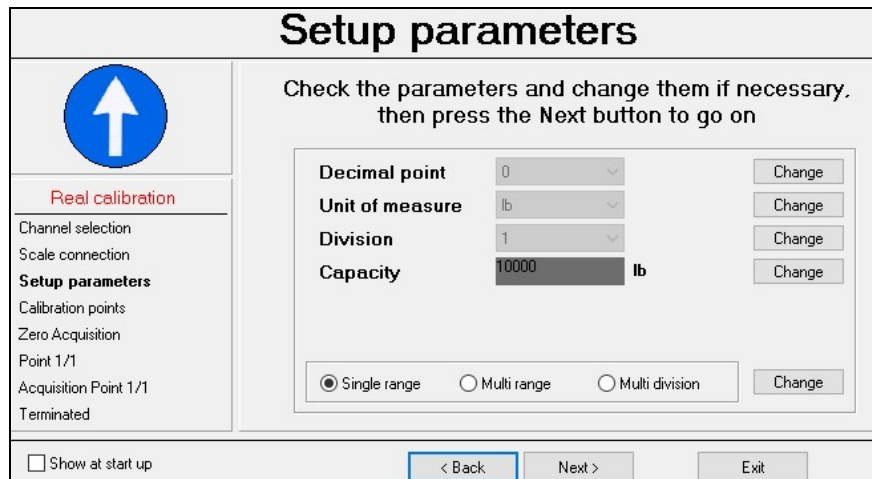 Setup parameters
Check the parameters and change them if necessary,
then press the Next button to go on
Real calibration
Channel selection
Scale connection
Setup parameters
Calibration points
Zero Acquisition
Point 1/1
Acquisition Point 1/1
Terminated
Decimal point 0 Change
Unit of measure lb Change
Division 1 Change
Capacity 10000 lb Change
Single range Multi range Multi division Change
Show at start up < Back Next > Exit